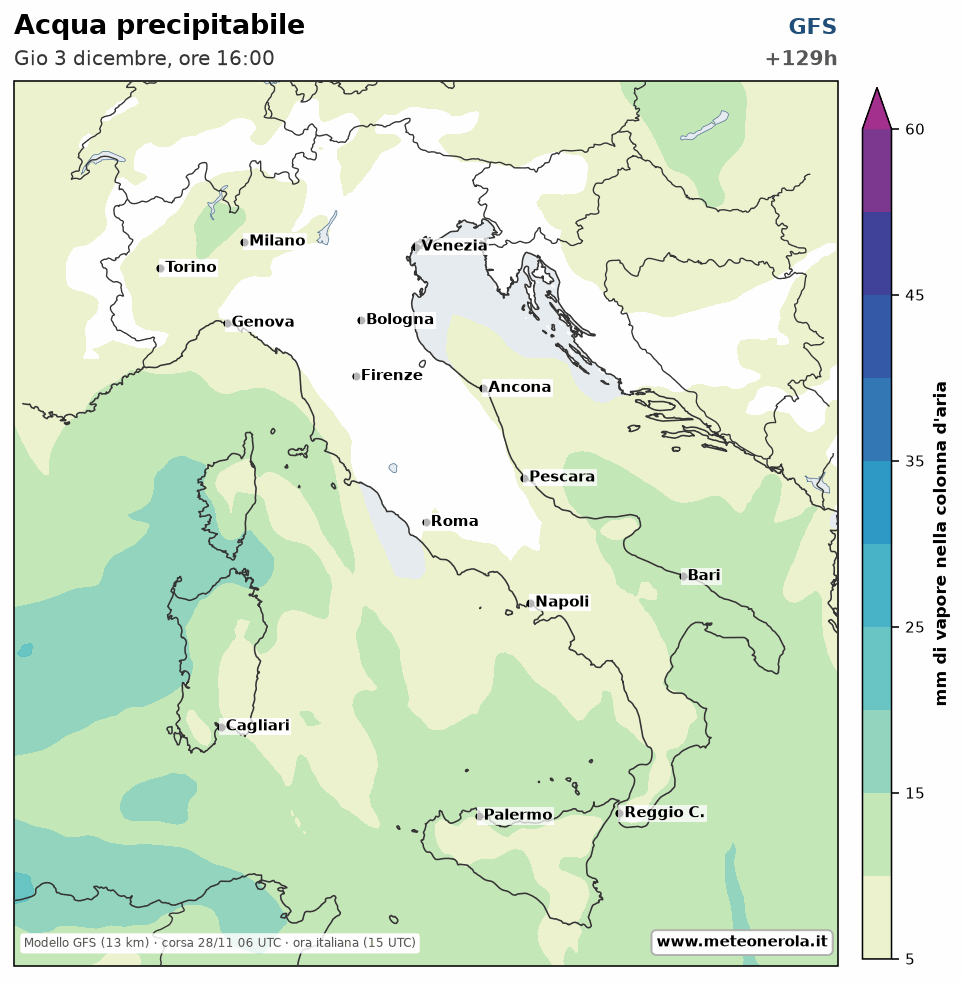 Acqua precipitabile
GFS
Gio 3 dicembre, ore 16:00
+129h
60
Milano
Venezia
Torino
45
Genova
Bologna
Firenze
Ancona
mm di vapore nella colonna d'aria
35
Pescara
Roma
Bari
Napoli
25
Cagliari
15
Palermo
Reggio C.
Modello GFS (13 km) · corsa 28/11 06 UTC · ora italiana (15 UTC)
www.meteonerola.it
5